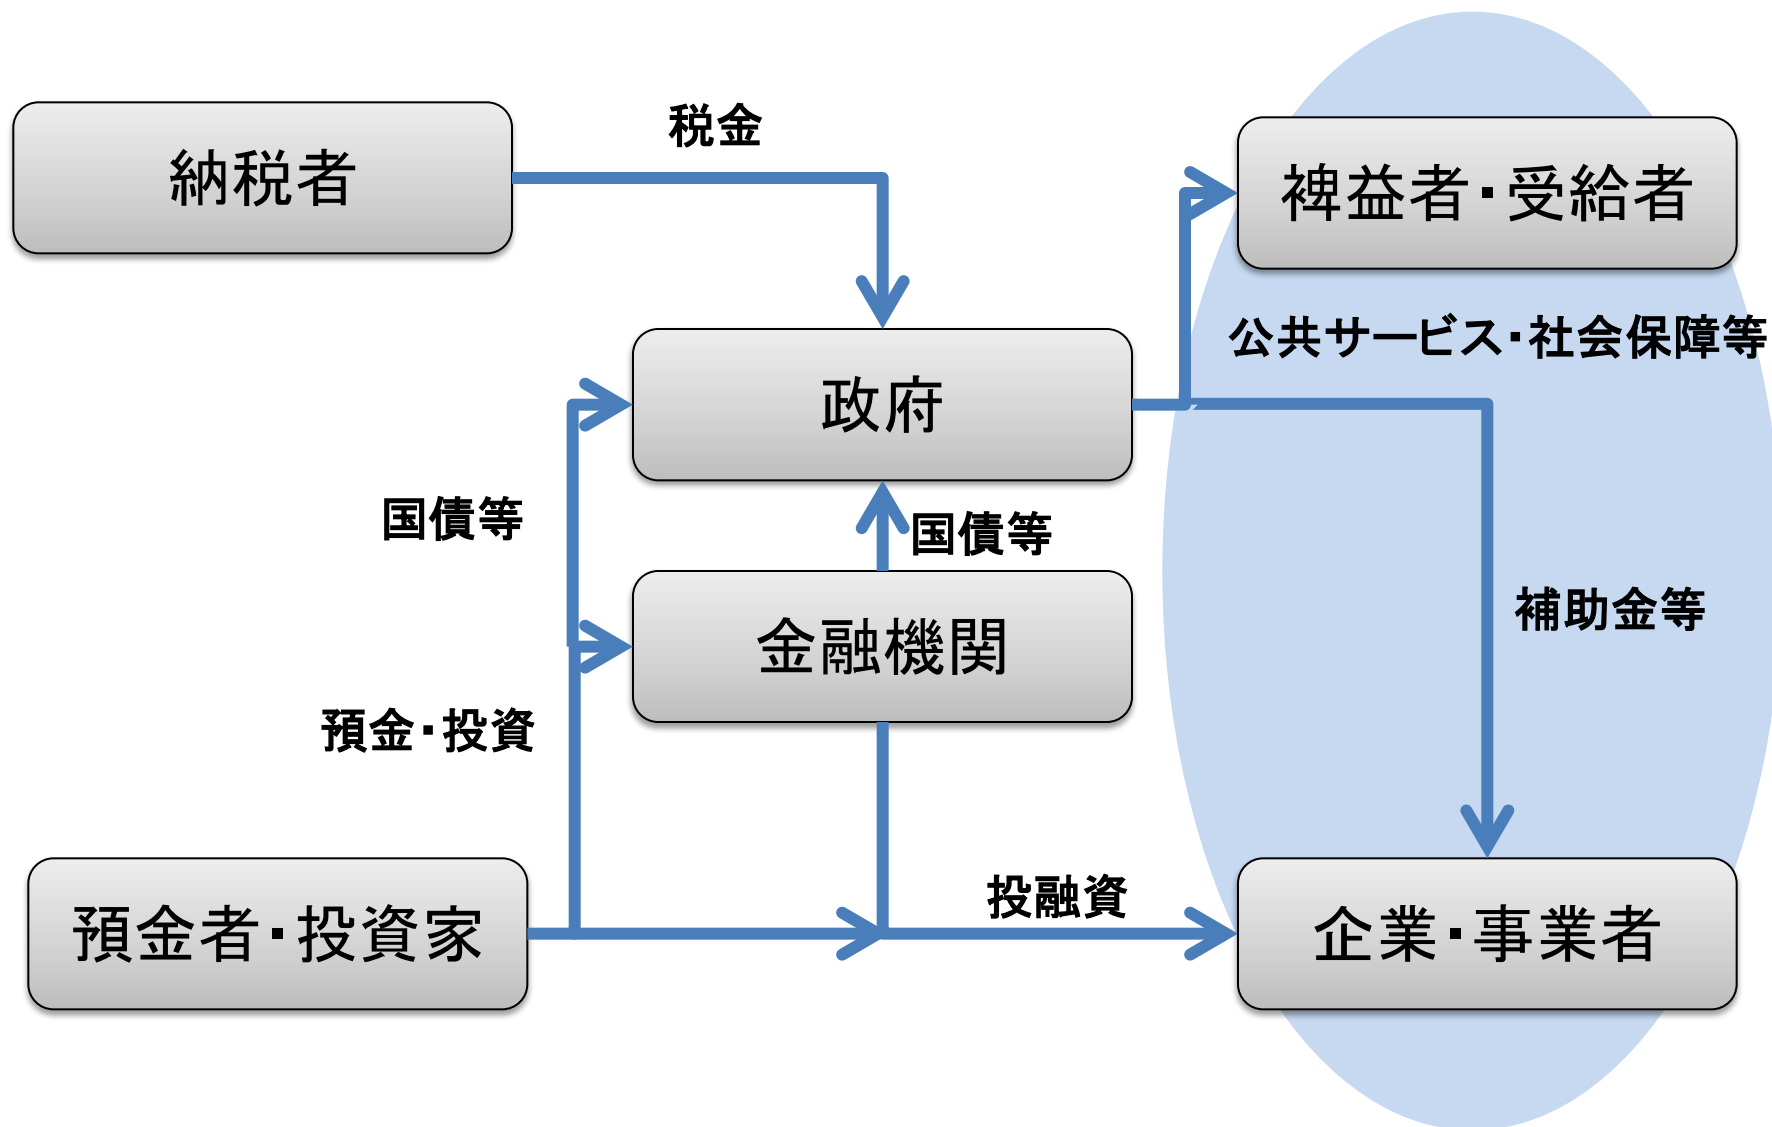 税金
納税者
裨益者・受給者
公共サービス・社会保障等
政府
国債等
国債等
補助金等
金融機関
預金・投資
投融資
預金者・投資家
企業・事業者